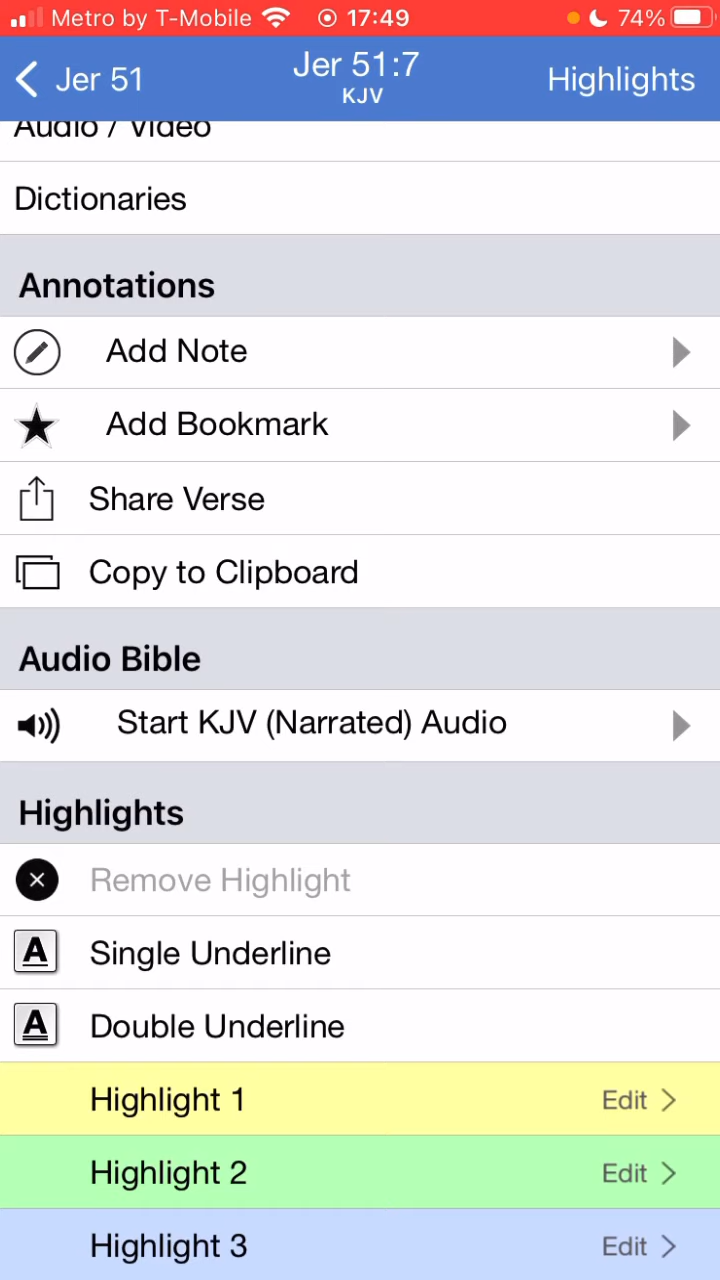 Metro by T-Mobile 17:49 74%
Jer 51 Jer 51:7 Highlights
KJV
Audio / Video
Dictionaries
Annotations
Add Note
Add Bookmark
Share Verse
Copy to Clipboard
Audio Bible
Start KJV (Narrated) Audio
Highlights
Remove Highlight
A Single Underline
A Double Underline
Highlight 1 Edit
Highlight 2 Edit
Highlight 3 Edit